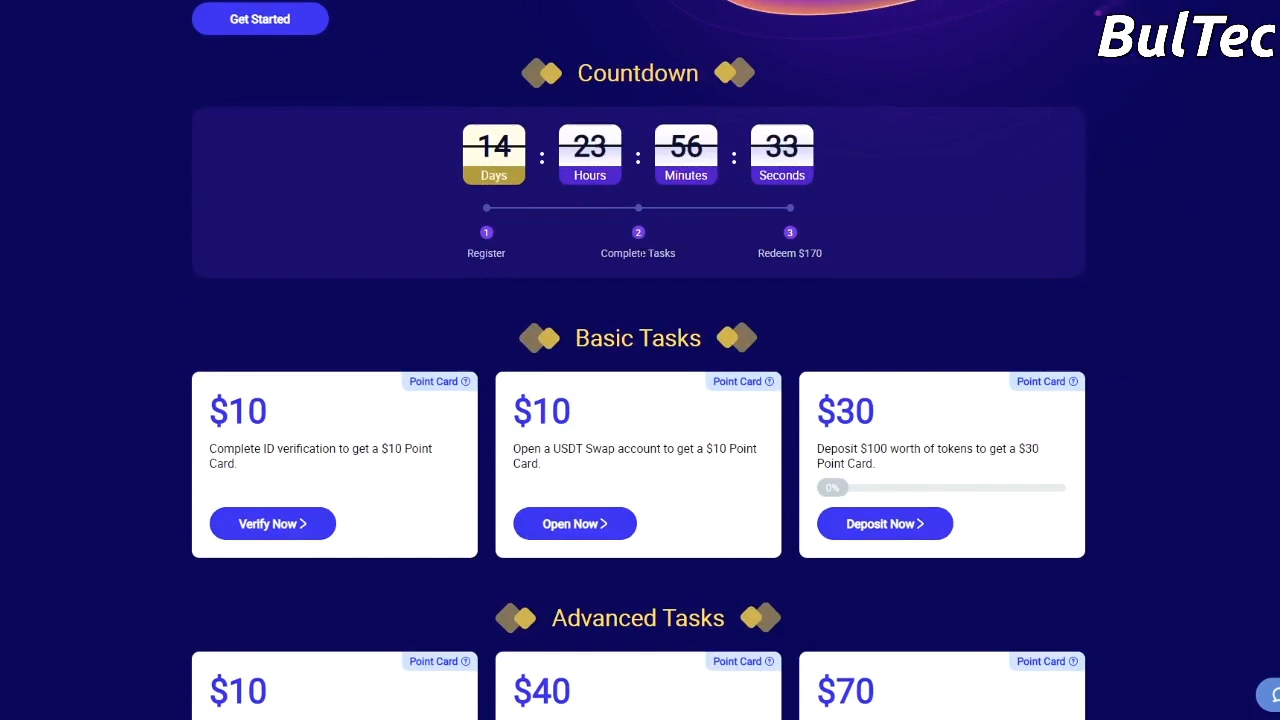 Get Started
BulTec
Countdown
14 : 23 : 56 : 33
Days Hours Minutes Seconds
1 2 3
Register Complete Tasks Redeem $170
Basic Tasks
Point Card
$10
Complete ID verification to get a $10 Point
Card.
Verify Now >
Point Card
$10
Open a USDT Swap account to get a $10 Point
Card.
Open Now >
Point Card
$30
Deposit $100 worth of tokens to get a $30
Point Card.
0%
Deposit Now >
Advanced Tasks
Point Card
$10
Point Card
$40
Point Card
$70